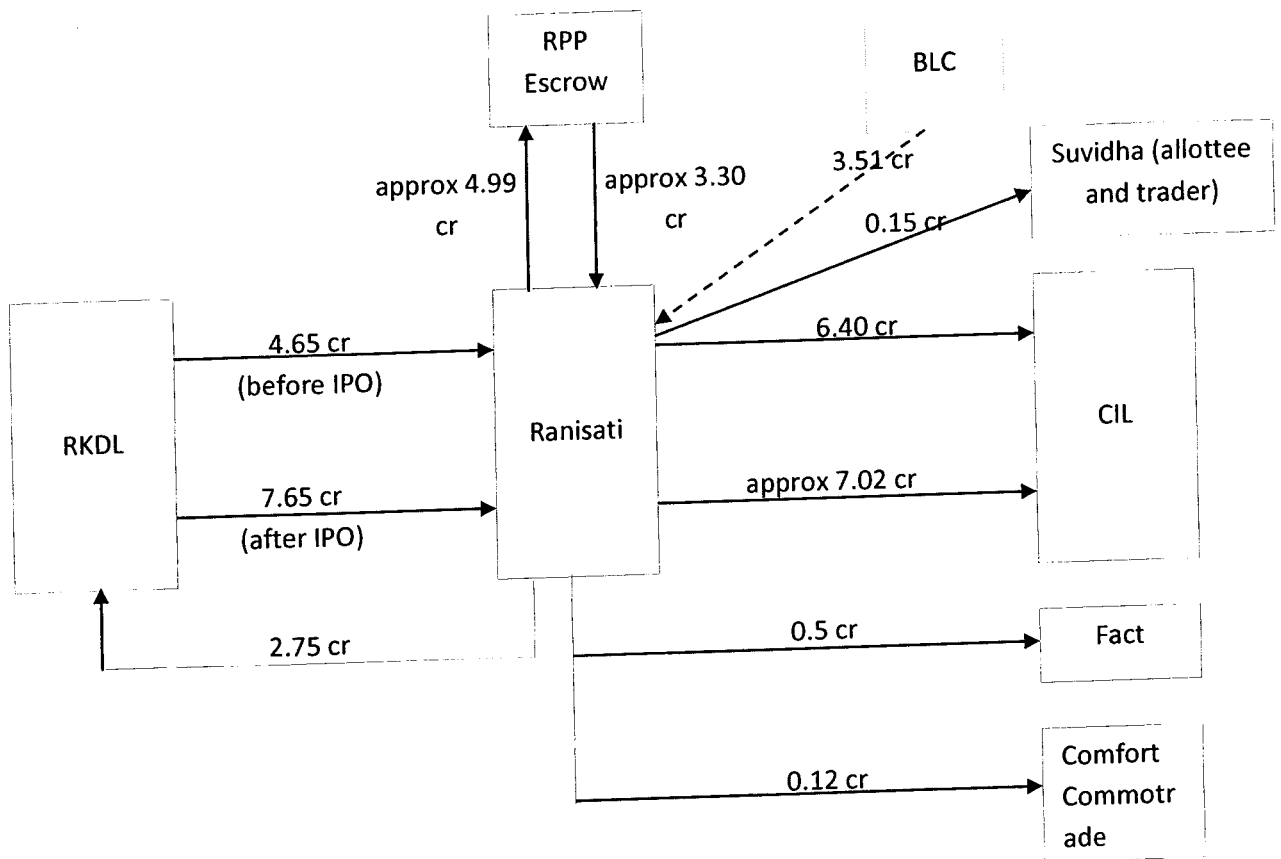 RPP
Escrow
BLC
approx 4.99
cr
approx 3.30
cr
3.51 cr
Suvidha (allottee
and trader)
0.15 cr
RKDL
4.65 cr
(before IPO)
7.65 cr
(after IPO)
Ranisati
6.40 cr
approx 7.02 cr
CIL
2.75 cr
0.5 cr
Fact
0.12 cr
Comfort
Commotr
ade